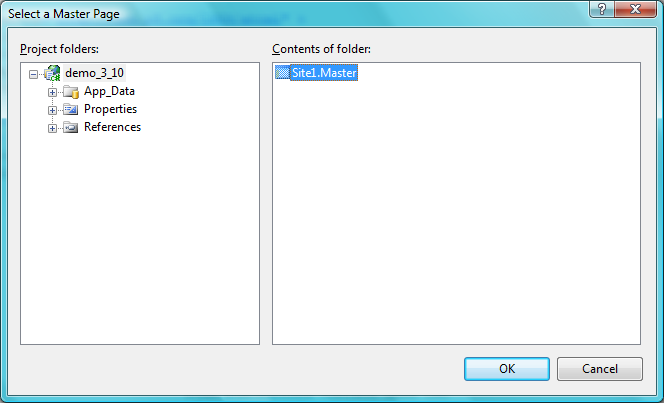 Select a Master Page
Project folders:
Contents of folder:
demo_3_10
App_Data
Properties
References
Site1.Master
OK
Cancel